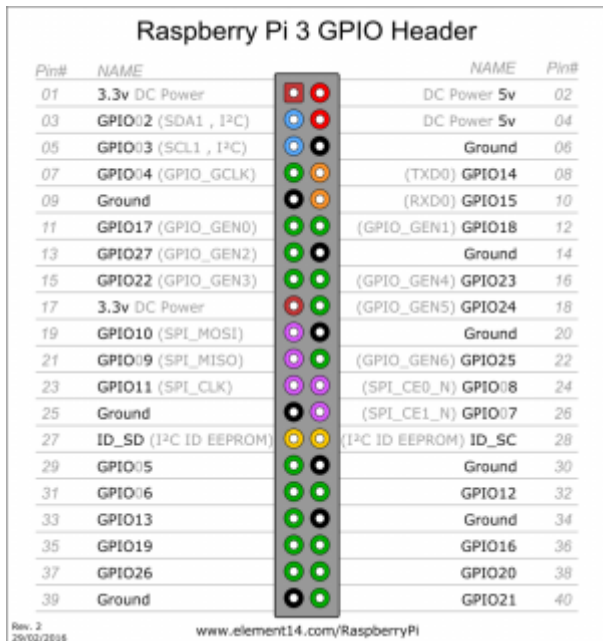 Raspberry Pi 3 GPIO Header
Pin# NAME NAME Pin#
01 3.3v DC Power DC Power 5v 02
03 GPIO02 (SDA1 , I²C) DC Power 5v 04
05 GPIO03 (SCL1 , I²C) Ground 06
07 GPIO04 (GPIO_GCLK) (TXD0) GPIO14 08
09 Ground (RXD0) GPIO15 10
11 GPIO17 (GPIO_GEN0) (GPIO_GEN1) GPIO18 12
13 GPIO27 (GPIO_GEN2) Ground 14
15 GPIO22 (GPIO_GEN3) (GPIO_GEN4) GPIO23 16
17 3.3v DC Power (GPIO_GEN5) GPIO24 18
19 GPIO10 (SPI_MOSI) Ground 20
21 GPIO09 (SPI_MISO) (GPIO_GEN6) GPIO25 22
23 GPIO11 (SPI_CLK) (SPI_CE0_N) GPIO08 24
25 Ground (SPI_CE1_N) GPIO07 26
27 ID_SD (I²C ID EEPROM) (I²C ID EEPROM) ID_SC 28
29 GPIO05 Ground 30
31 GPIO06 GPIO12 32
33 GPIO13 Ground 34
35 GPIO19 GPIO16 36
37 GPIO26 GPIO20 38
39 Ground GPIO21 40
Rev. 2
29/02/2016
www.element14.com/RaspberryPi